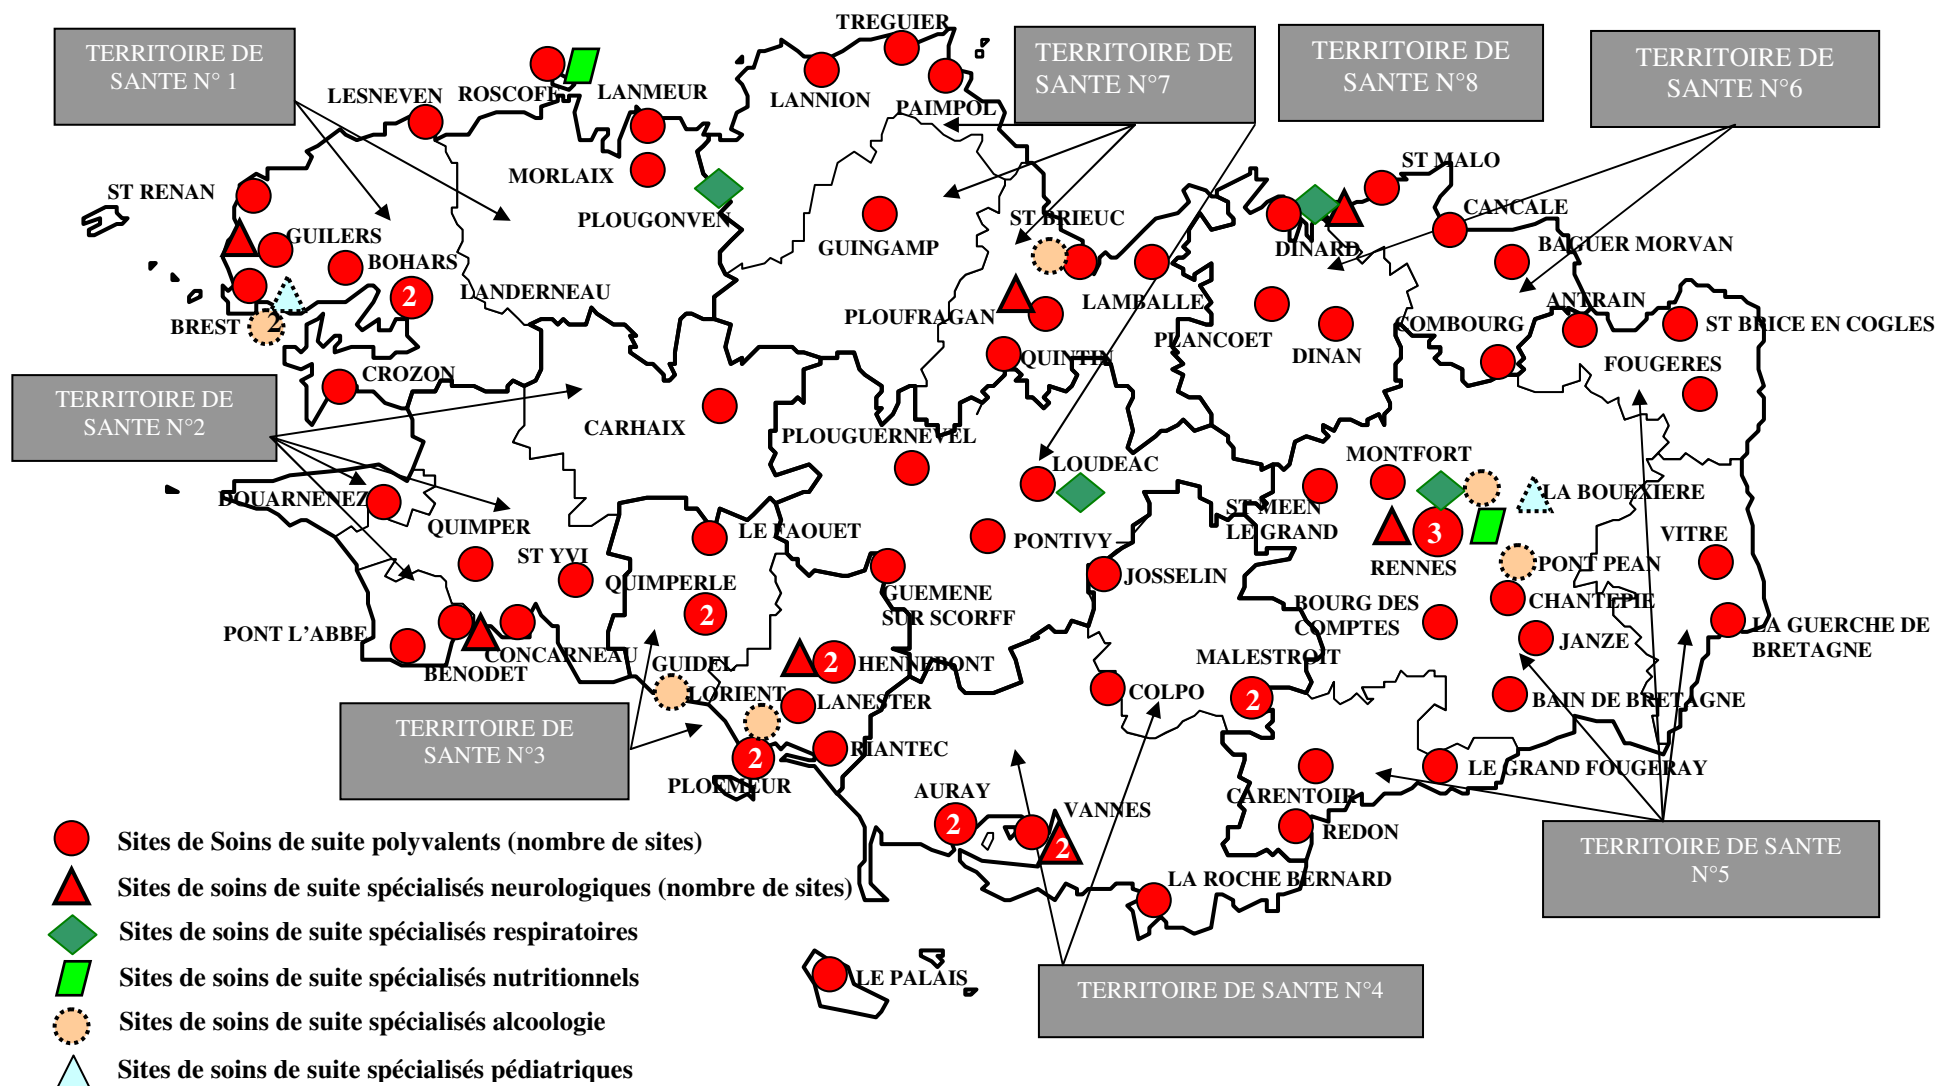 TREGUIER
TERRITOIRE DE
SANTE N° 1
TERRITOIRE DE
SANTE N°7
TERRITOIRE DE
SANTE N°8
TERRITOIRE DE
SANTE N°6
LESNEVEN
ROSCOFF
LANMEUR
LANNION
PAIMPOL
ST MALO
MORLAIX
ST RENAN
PLOUGONVEN
ST BRIEUC
CANCALE
GUILERS
GUINGAMP
DINARD
BAGUER MORVAN
BOHARS
2
LANDERNEAU
LAMBALLE
ANTRAIN
BREST
2
PLOUFRAGAN
PLANCOET
DINAN
COMBOURG
ST BRICE EN COGLES
QUINTIN
FOUGERES
CROZON
TERRITOIRE DE
SANTE N°2
CARHAIX
PLOUGUERNEVEL
LOUDEAC
MONTFORT
DOUARNENEZ
LA BOUEXIERE
QUIMPER
LE FAOUET
ST MEEN
LE GRAND
PONTIVY
3
VITRE
ST YVI
QUIMPERLE
JOSSELIN
RENNES
PONT PEAN
2
GUEMENE
SUR SCORFF
BOURG DES
COMPTES
CHANTEPIE
PONT L'ABBE
CONCARNEAU
JANZE
LA GUERCHE DE
BRETAGNE
BENODET
GUIDEL
2
HENNEBONT
MALESTROIT
LORIENT
LANESTER
COLPO
2
BAIN DE BRETAGNE
TERRITOIRE DE
SANTE N°3
2
RIANTEC
PLOEMEUR
LE GRAND FOUGERAY
AURAY
2
VANNES
2
CARENTOIR
REDON
TERRITOIRE DE SANTE
N°5
LA ROCHE BERNARD
LE PALAIS
TERRITOIRE DE SANTE N°4
Sites de Soins de suite polyvalents (nombre de sites)
Sites de soins de suite spécialisés neurologiques (nombre de sites)
Sites de soins de suite spécialisés respiratoires
Sites de soins de suite spécialisés nutritionnels
Sites de soins de suite spécialisés alcoologie
Sites de soins de suite spécialisés pédiatriques